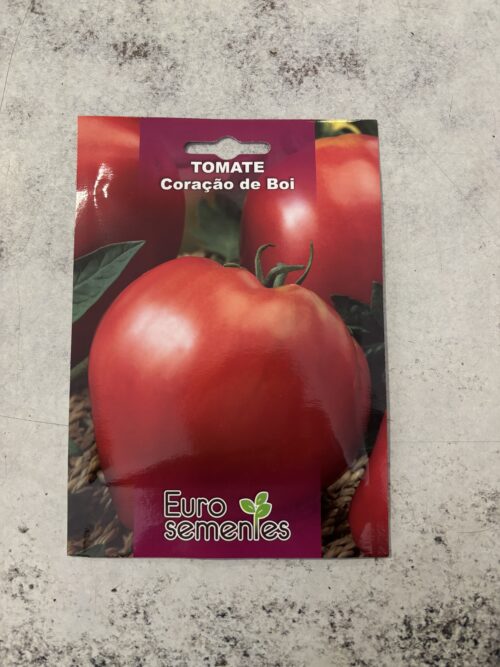 TOMATE
Coração de Boi
Euro
sementes